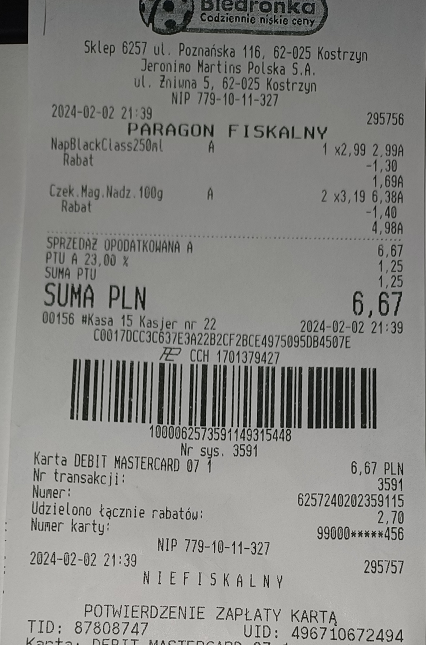 Biedronka
Codziennie niskie ceny
Sklep 6257 ul. Poznańska 116, 62-025 Kostrzyn
Jeronimo Martins Polska S.A.
ul. Żniwna 5, 62-025 Kostrzyn
NIP 779-10-11-327
2024-02-02 21:39 295756
PARAGON FISKALNY
NapBlackClass250ml A 1 x2,99 2,99A
Rabat -1,30
1,69A
Czek.Mag.Nadz.100g A 2 x3,19 6,38A
Rabat -1,40
4,98A
SPRZEDAŻ OPODATKOWANA A 6,67
PTU A 23,00 % 1,25
SUMA PTU 1,25
SUMA PLN 6,67
00156 #Kasa 15 Kasjer nr 22 2024-02-02 21:39
C0017DCC3C637E3A22B2CF2BCE4975095DB4507E
CCH 1701379427
1000062573591149315448
Nr sys. 3591
Karta DEBIT MASTERCARD 07 1 6,67 PLN
Nr transakcji: 3591
Numer: 6257240202359115
Udzielono łącznie rabatów: 2,70
Numer karty: 99000*****456
NIP 779-10-11-327
2024-02-02 21:39 295757
NIEFISKALNY
POTWIERDZENIE ZAPŁATY KARTĄ
TID: 87808747 UID: 496710672494
Karta: DEBIT MASTERCARD 07 1